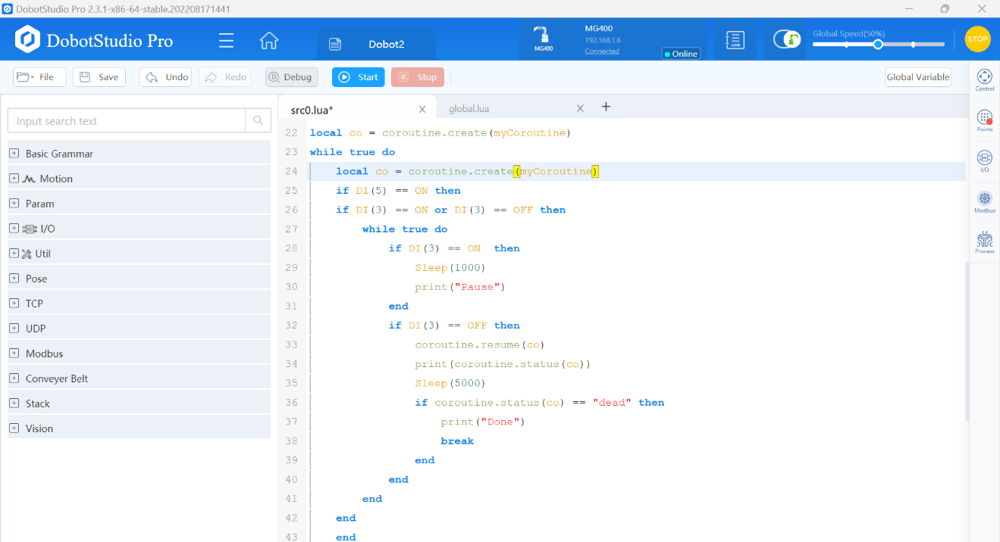 DobotStudio Pro 2.3.1-x86-64-stable.202208171441
DobotStudio Pro
Dobot2
MG400
MG400
192.168.1.6
Connected
Online
LOG
Global Speed(50%)
STOP
File
Save
Undo
Redo
Debug
Start
Stop
Global Variable
Input search text
Basic Grammar
Motion
Param
I/O
Util
Pose
TCP
UDP
Modbus
Conveyer Belt
Stack
Vision
src0.lua*
global.lua
22 local co = coroutine.create(myCoroutine)
23 while true do
24 local co = coroutine.create(myCoroutine)
25 if DI(5) == ON then
26 if DI(3) == ON or DI(3) == OFF then
27 while true do
28 if DI(3) == ON  then
29 Sleep(1000)
30 print("Pause")
31 end
32 if DI(3) == OFF then
33 coroutine.resume(co)
34 print(coroutine.status(co))
35 Sleep(5000)
36 if coroutine.status(co) == "dead" then
37 print("Done")
38 break
39 end
40 end
41 end
42 end
43 end
Control
Points
I/O
Modbus
Process